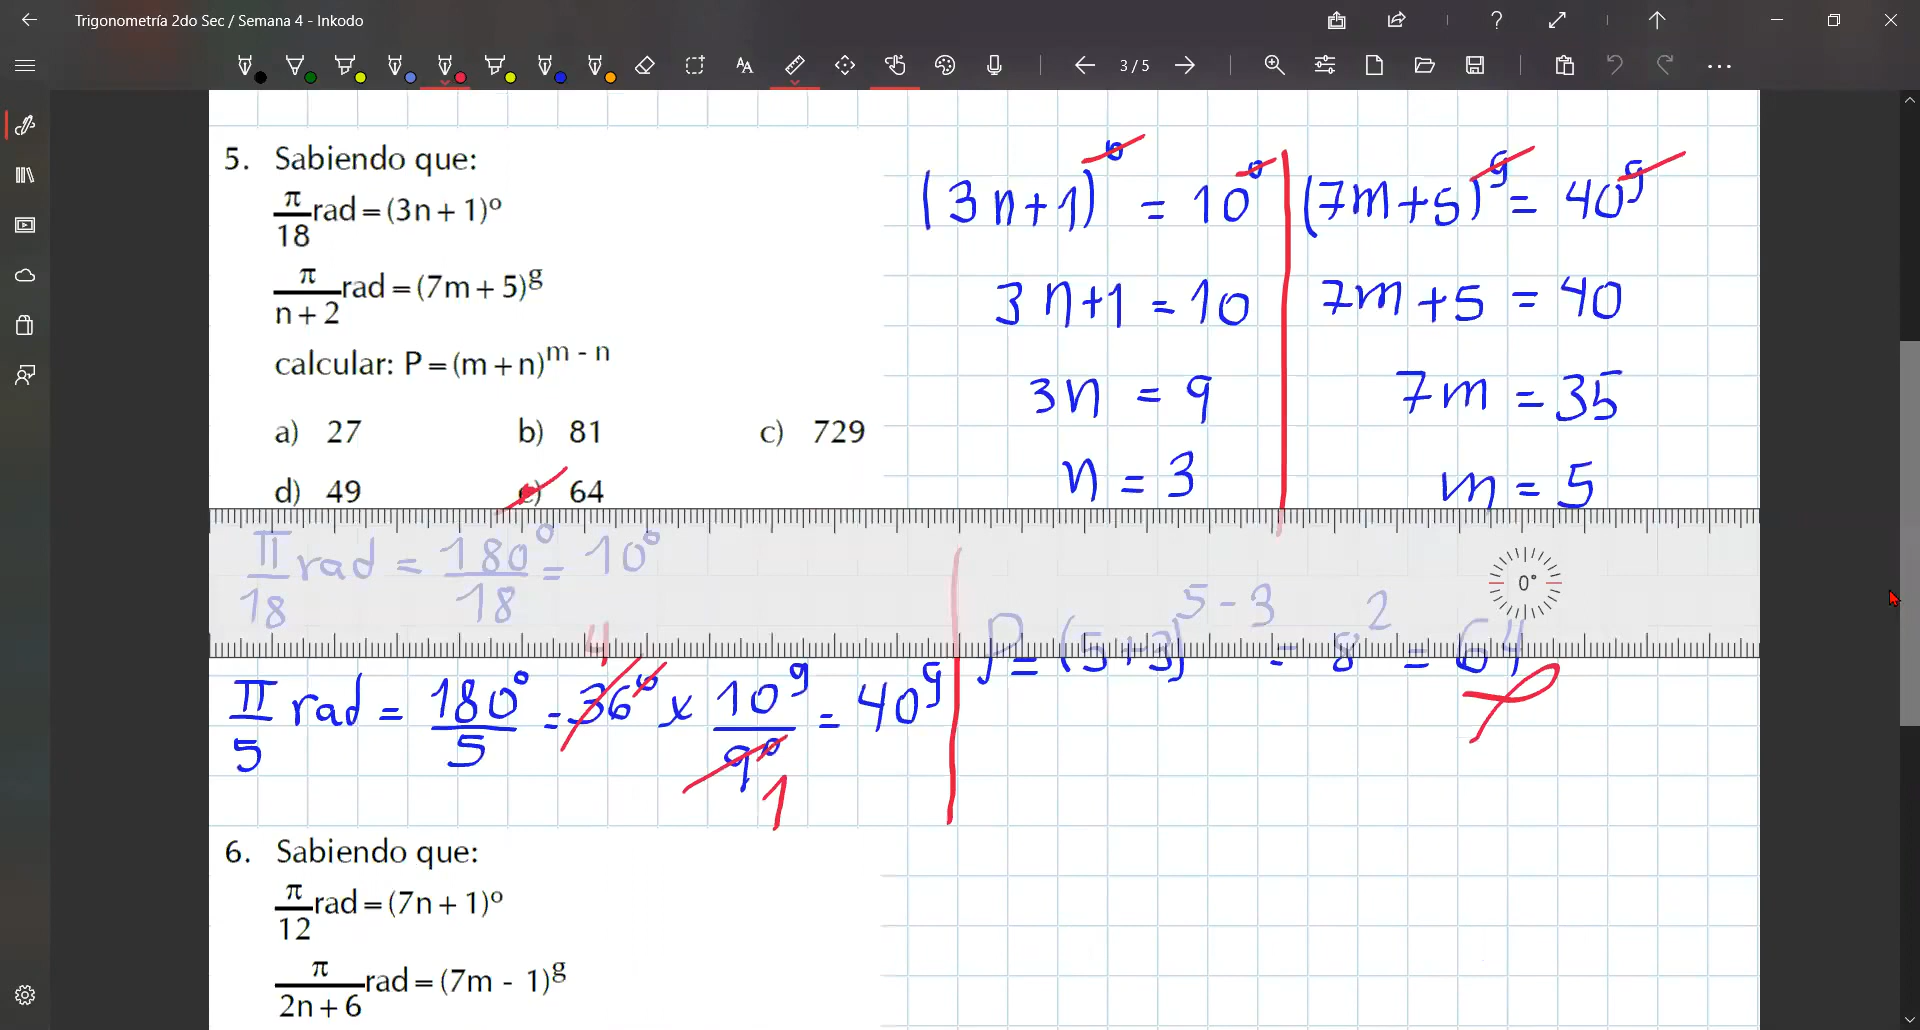 Trigonometría 2do Sec / Semana 4 - Inkodo
3 / 5
5. Sabiendo que:
π/18 rad = (3n + 1)º
π/(n + 2) rad = (7m + 5)^g
calcular: P = (m + n)^(m - n)
a) 27 b) 81 c) 729
d) 49 e) 64
(3n+1)° = 10°
3n+1 = 10
3n = 9
n = 3
(7m+5)^g = 40^g
7m+5 = 40
7m = 35
m = 5
π/18 rad = 180°/18 = 10°
0°
4
π/5 rad = 180°/5 = 36° x 10^g/9° = 40^g
1
P = (5+3)^(5-3) = 8^2 = 64
6. Sabiendo que:
π/12 rad = (7n + 1)º
π/(2n + 6) rad = (7m - 1)^g